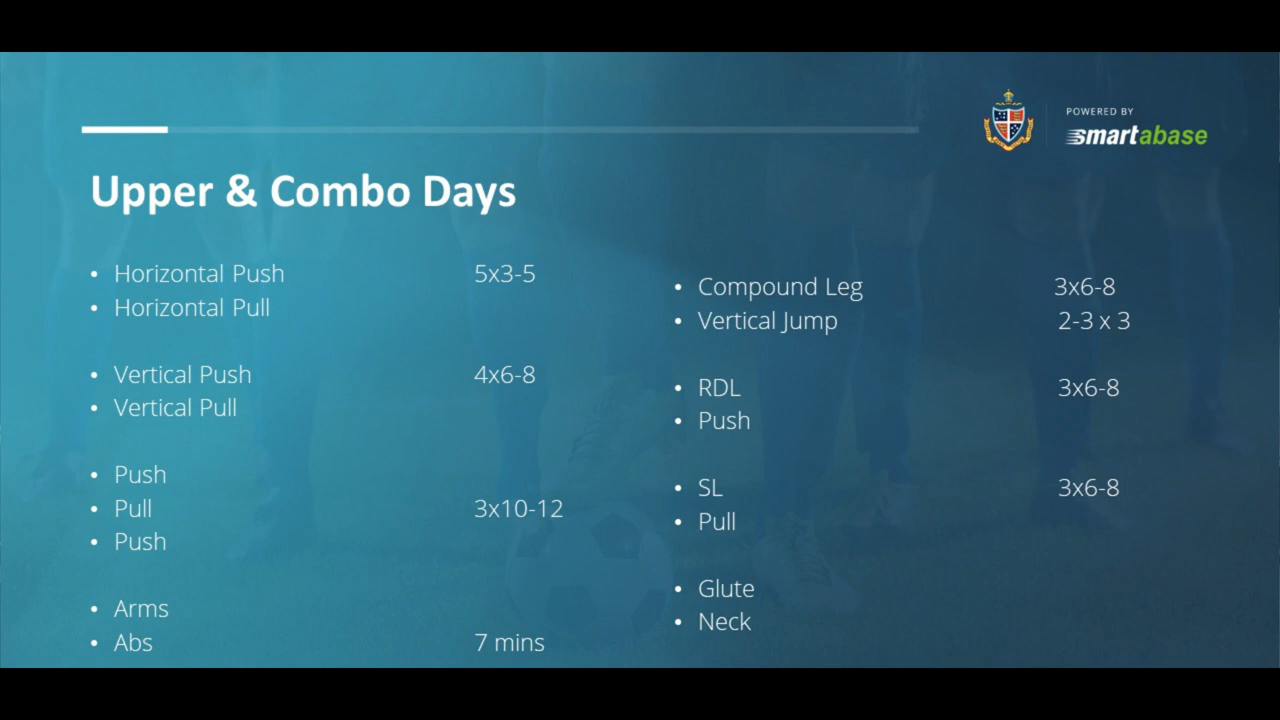 POWERED BY
smartabase
Upper & Combo Days
• Horizontal Push 5x3-5
• Horizontal Pull
• Vertical Push 4x6-8
• Vertical Pull
• Push
• Pull 3x10-12
• Push
• Arms
• Abs 7 mins
• Compound Leg 3x6-8
• Vertical Jump 2-3 x 3
• RDL 3x6-8
• Push
• SL 3x6-8
• Pull
• Glute
• Neck